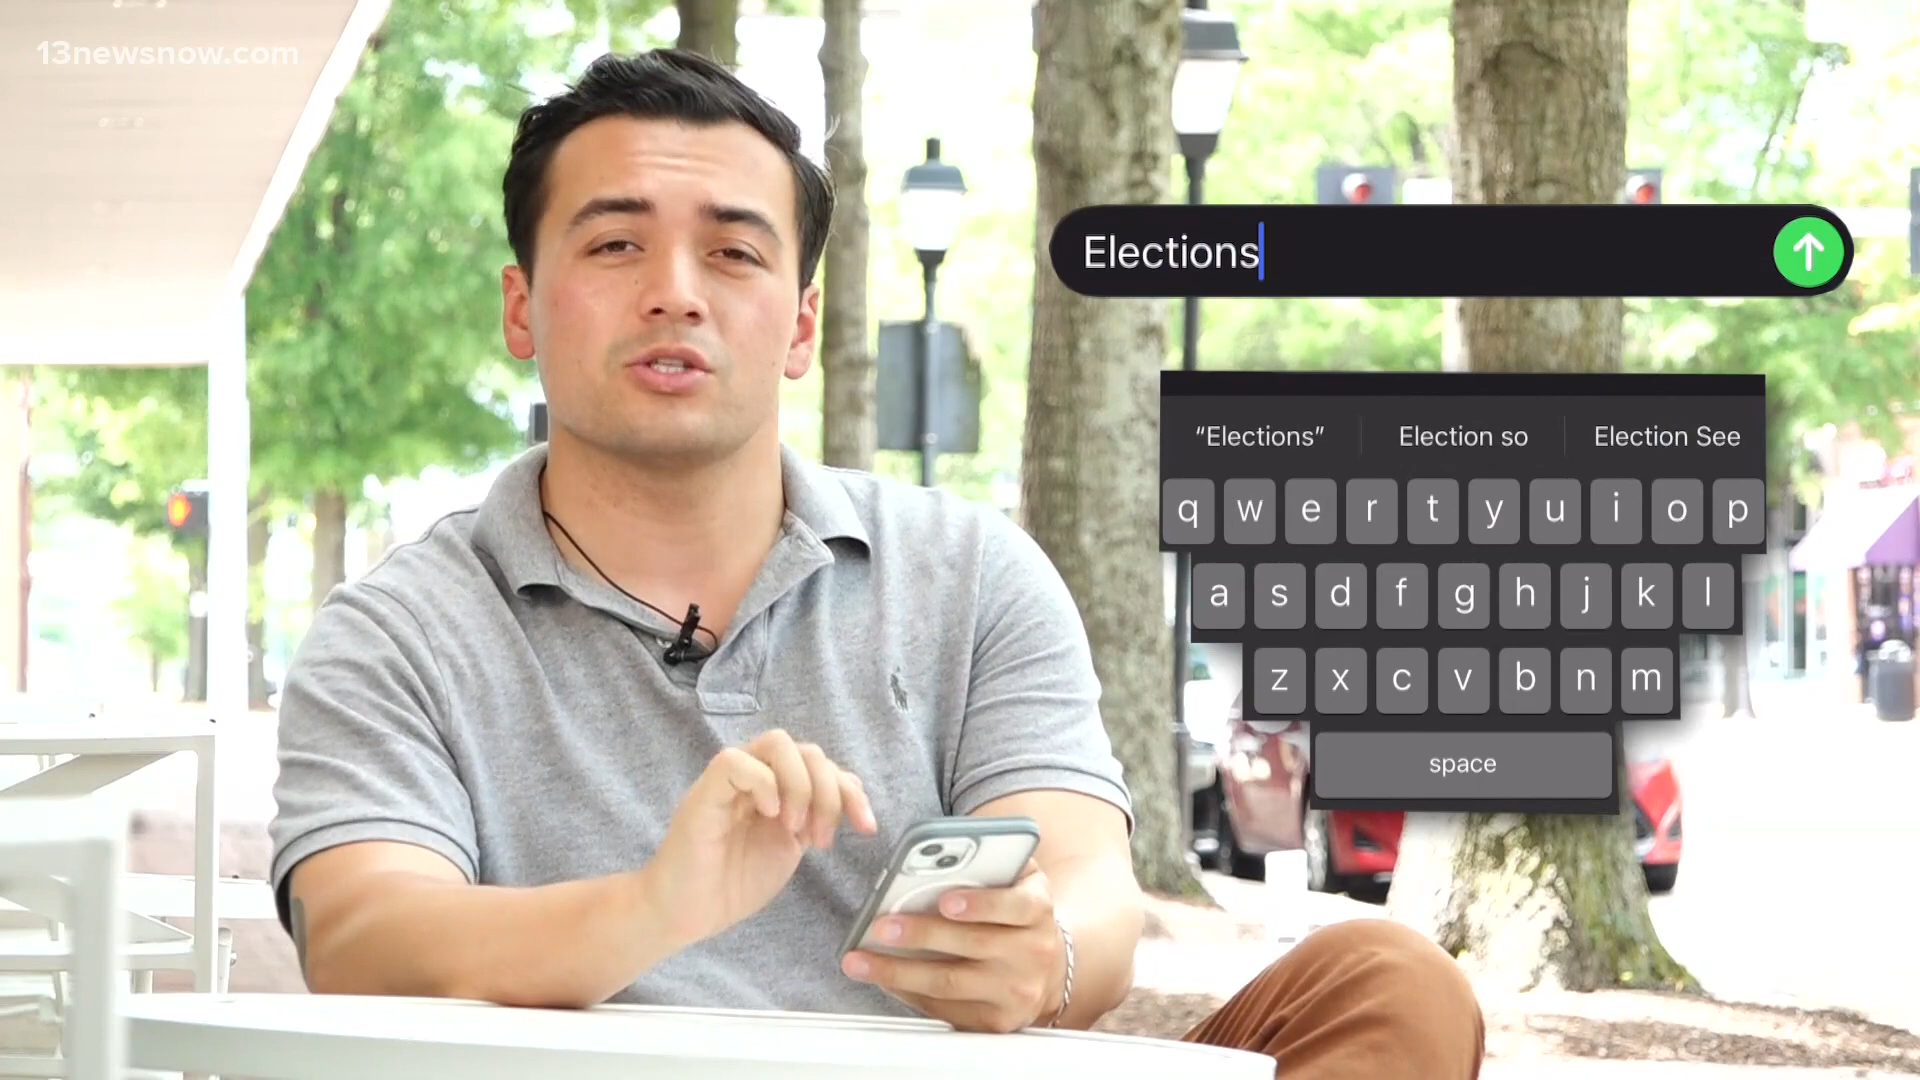 13newsnow.com
Elections
“Elections” Election so Election See
q w e r t y u i o p
a s d f g h j k l
z x c v b n m
space